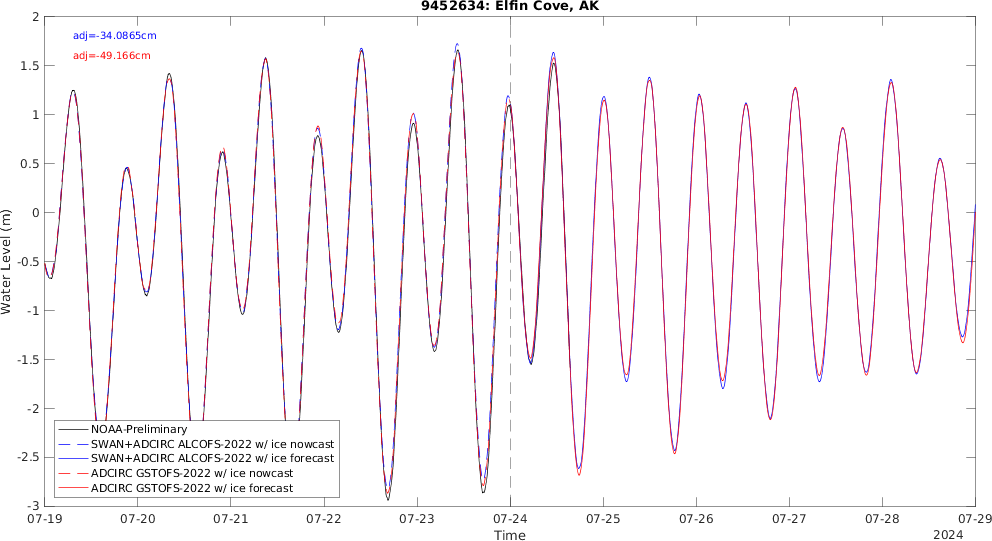 9452634: Elfin Cove, AK
adj=-34.0865cm
adj=-49.166cm
2
1.5
1
0.5
0
-0.5
-1
-1.5
-2
-2.5
-3
Water Level (m)
NOAA-Preliminary
SWAN+ADCIRC ALCOFS-2022 w/ ice nowcast
SWAN+ADCIRC ALCOFS-2022 w/ ice forecast
ADCIRC GSTOFS-2022 w/ ice nowcast
ADCIRC GSTOFS-2022 w/ ice forecast
07-19 07-20 07-21 07-22 07-23 07-24 07-25 07-26 07-27 07-28 07-29
Time
2024